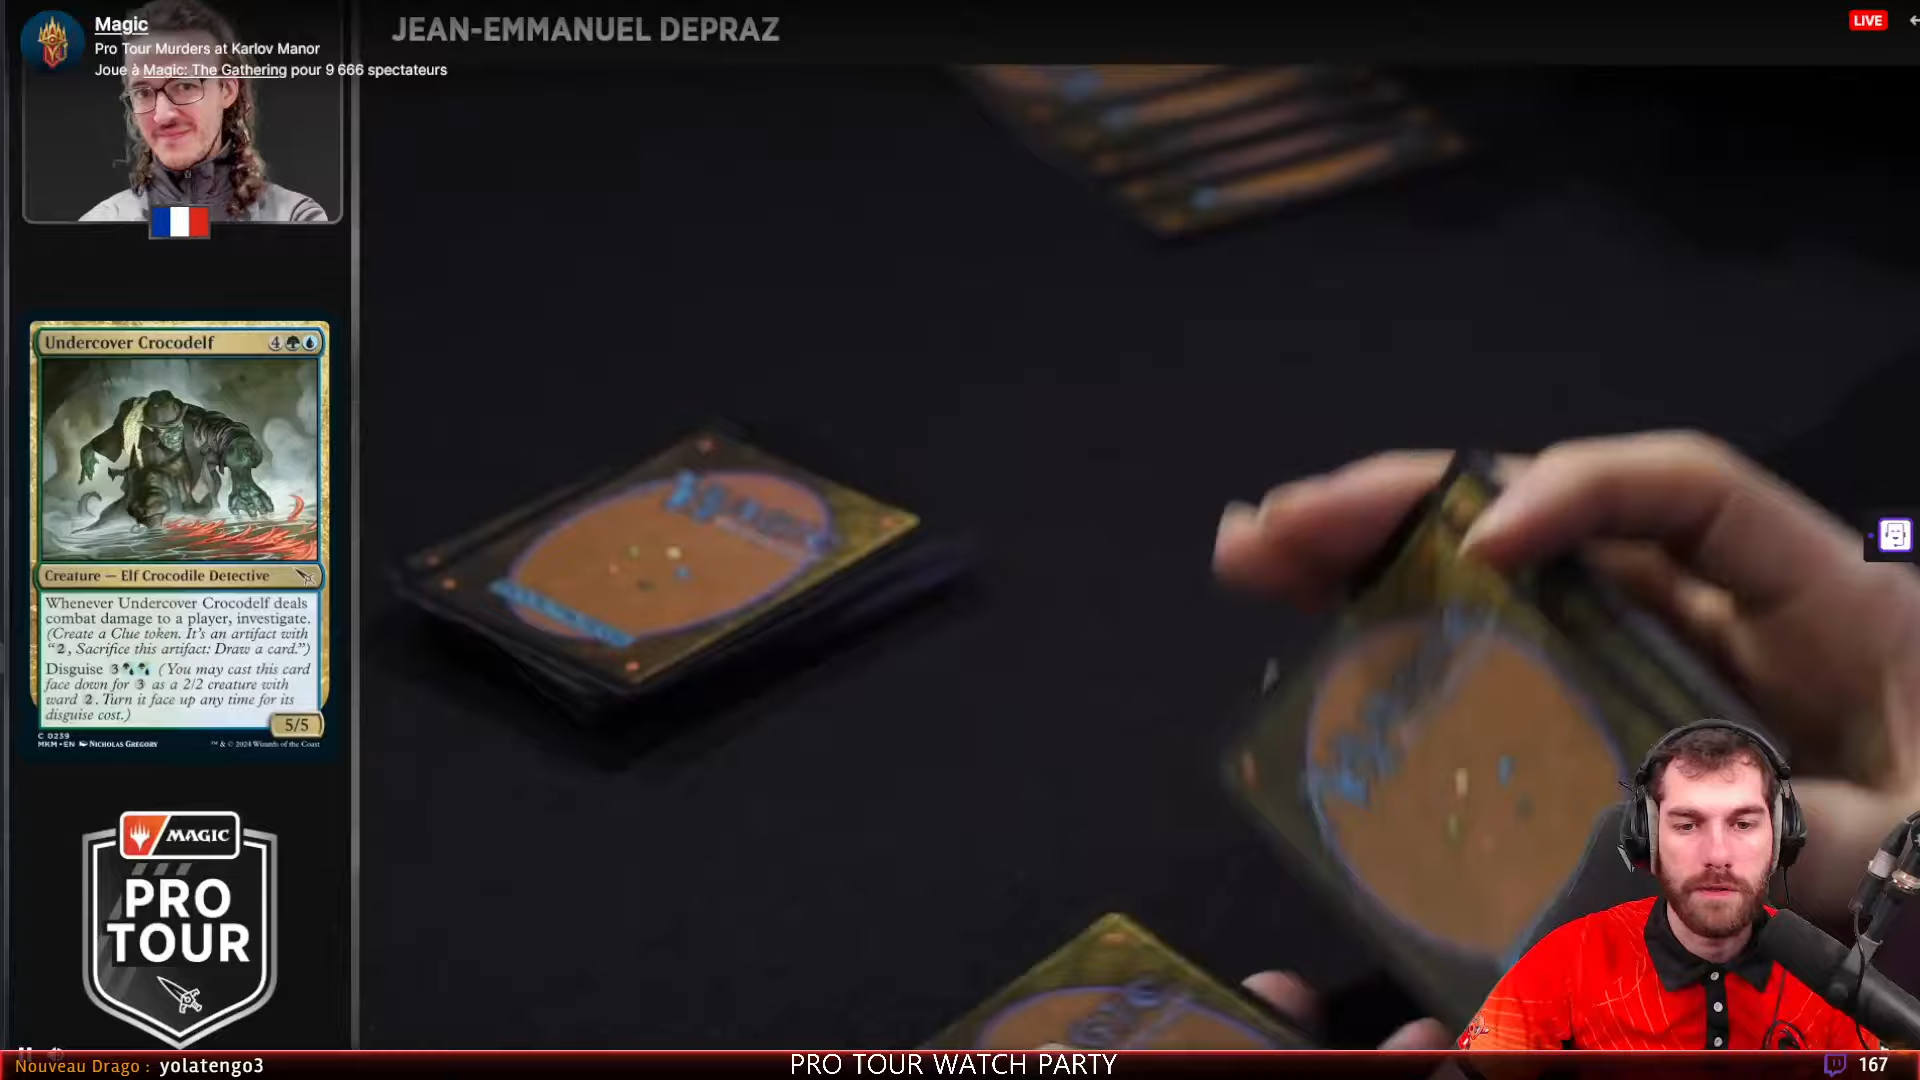 Magic
JEAN-EMMANUEL DEPRAZ
LIVE
Pro Tour Murders at Karlov Manor
Joue à Magic: The Gathering pour 9 666 spectateurs
Undercover Crocodelf 4
Creature — Elf Crocodile Detective
Whenever Undercover Crocodelf deals
combat damage to a player, investigate.
(Create a Clue token. It's an artifact with
"2, Sacrifice this artifact: Draw a card.")
Disguise 3 (You may cast this card
face down for 3 as a 2/2 creature with
ward 2. Turn it face up any time for its
disguise cost.)
5/5
C 0239
MKM • EN NICHOLAS GREGORY ™ & © 2024 Wizards of the Coast
MAGIC
PRO
TOUR
Nouveau Drago : yolatengo3
PRO TOUR WATCH PARTY
167